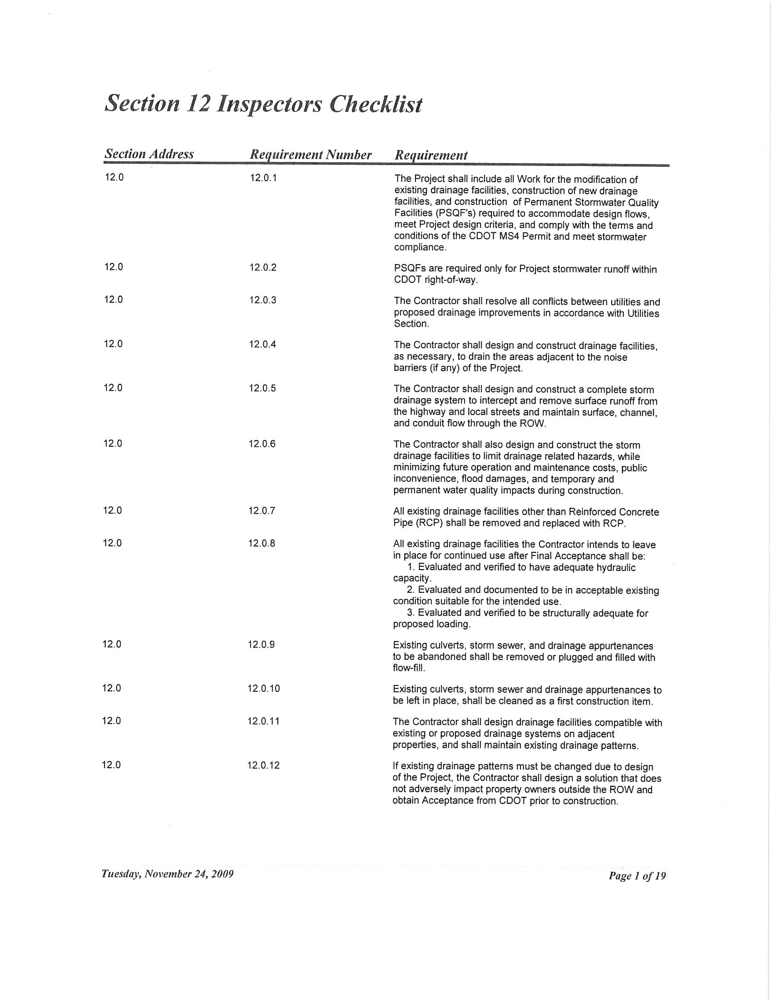 Section 12 Inspectors Checklist
Section Address Requirement Number Requirement
12.0 12.0.1 The Project shall include all Work for the modification of
existing drainage facilities, construction of new drainage
facilities, and construction of Permanent Stormwater Quality
Facilities (PSQF's) required to accommodate design flows,
meet Project design criteria, and comply with the terms and
conditions of the CDOT MS4 Permit and meet stormwater
compliance.
12.0 12.0.2 PSQFs are required only for Project stormwater runoff within
CDOT right-of-way.
12.0 12.0.3 The Contractor shall resolve all conflicts between utilities and
proposed drainage improvements in accordance with Utilities
Section.
12.0 12.0.4 The Contractor shall design and construct drainage facilities,
as necessary, to drain the areas adjacent to the noise
barriers (if any) of the Project.
12.0 12.0.5 The Contractor shall design and construct a complete storm
drainage system to intercept and remove surface runoff from
the highway and local streets and maintain surface, channel,
and conduit flow through the ROW.
12.0 12.0.6 The Contractor shall also design and construct the storm
drainage facilities to limit drainage related hazards, while
minimizing future operation and maintenance costs, public
inconvenience, flood damages, and temporary and
permanent water quality impacts during construction.
12.0 12.0.7 All existing drainage facilities other than Reinforced Concrete
Pipe (RCP) shall be removed and replaced with RCP.
12.0 12.0.8 All existing drainage facilities the Contractor intends to leave
in place for continued use after Final Acceptance shall be:
1. Evaluated and verified to have adequate hydraulic
capacity.
2. Evaluated and documented to be in acceptable existing
condition suitable for the intended use.
3. Evaluated and verified to be structurally adequate for
proposed loading.
12.0 12.0.9 Existing culverts, storm sewer, and drainage appurtenances
to be abandoned shall be removed or plugged and filled with
flow-fill.
12.0 12.0.10 Existing culverts, storm sewer and drainage appurtenances to
be left in place, shall be cleaned as a first construction item.
12.0 12.0.11 The Contractor shall design drainage facilities compatible with
existing or proposed drainage systems on adjacent
properties, and shall maintain existing drainage patterns.
12.0 12.0.12 If existing drainage patterns must be changed due to design
of the Project, the Contractor shall design a solution that does
not adversely impact property owners outside the ROW and
obtain Acceptance from CDOT prior to construction.
Tuesday, November 24, 2009 Page 1 of 19